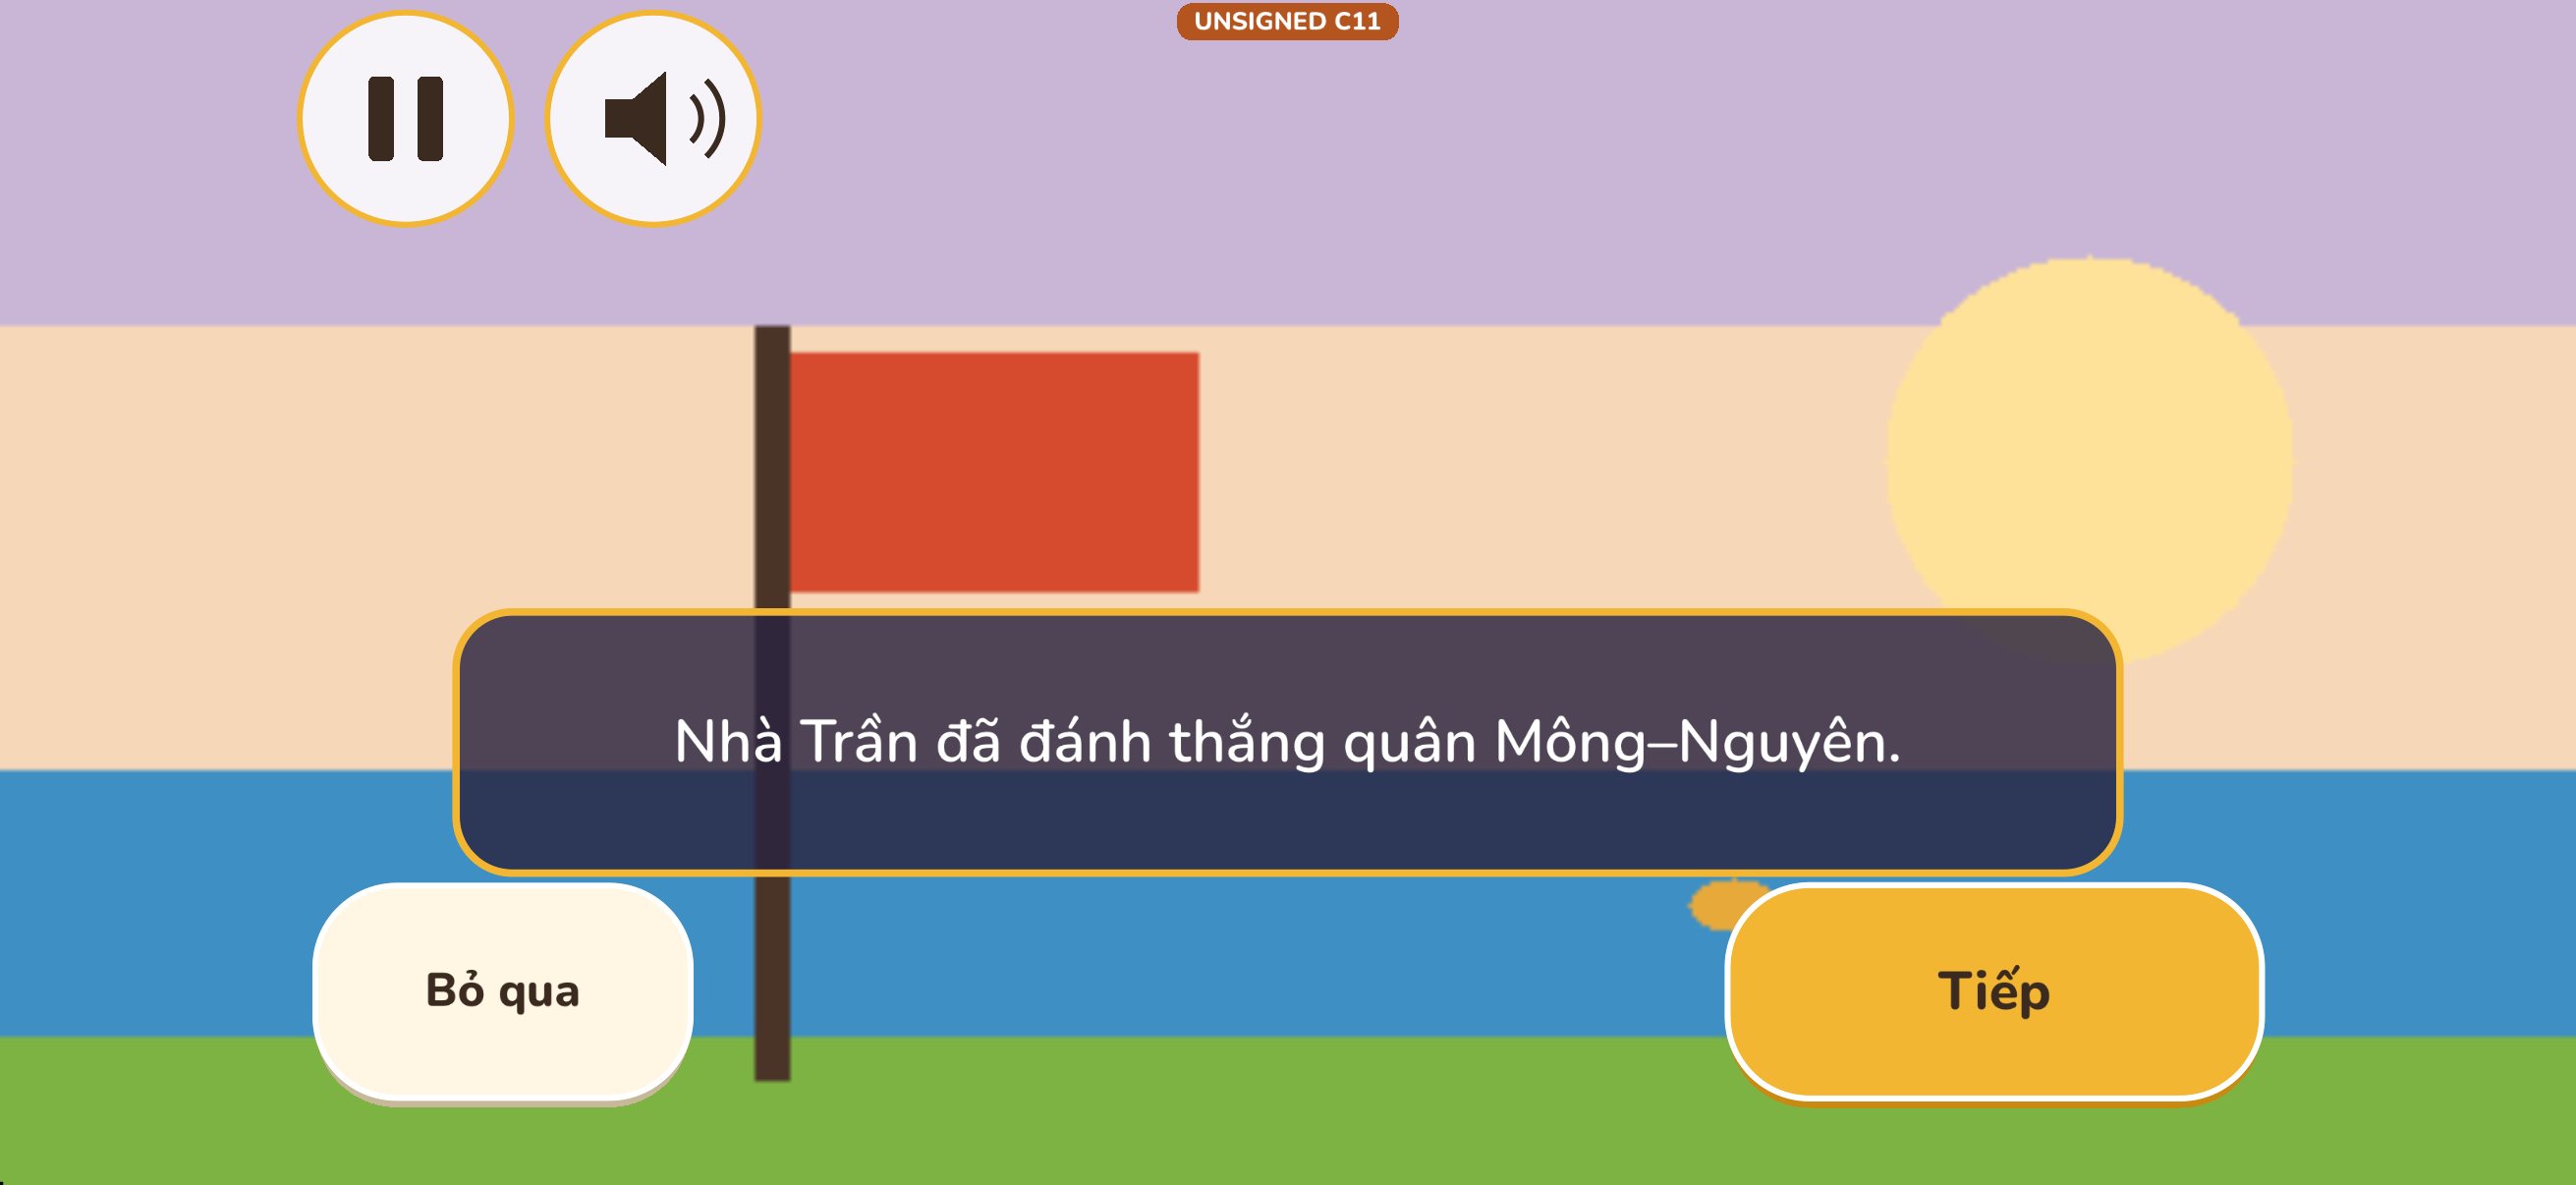 UNSIGNED C11
Nhà Trần đã đánh thắng quân Mông–Nguyên.
Bỏ qua
Tiếp